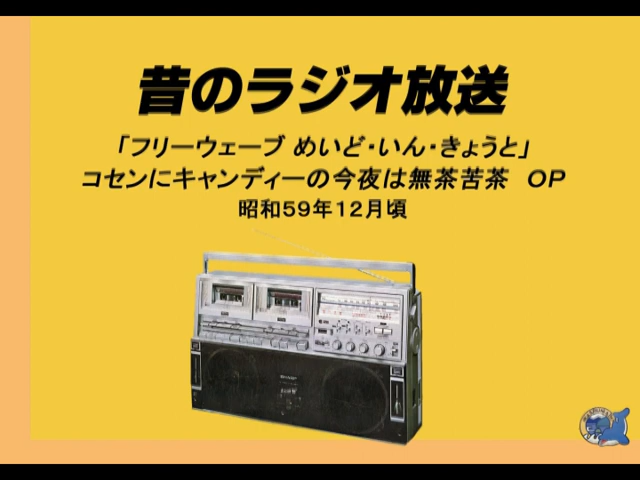 昔のラジオ放送
「フリーウェーブ めいど・いん・きょうと」
コセンにキャンディーの今夜は無茶苦茶 OP
昭和59年12月頃
SHARP